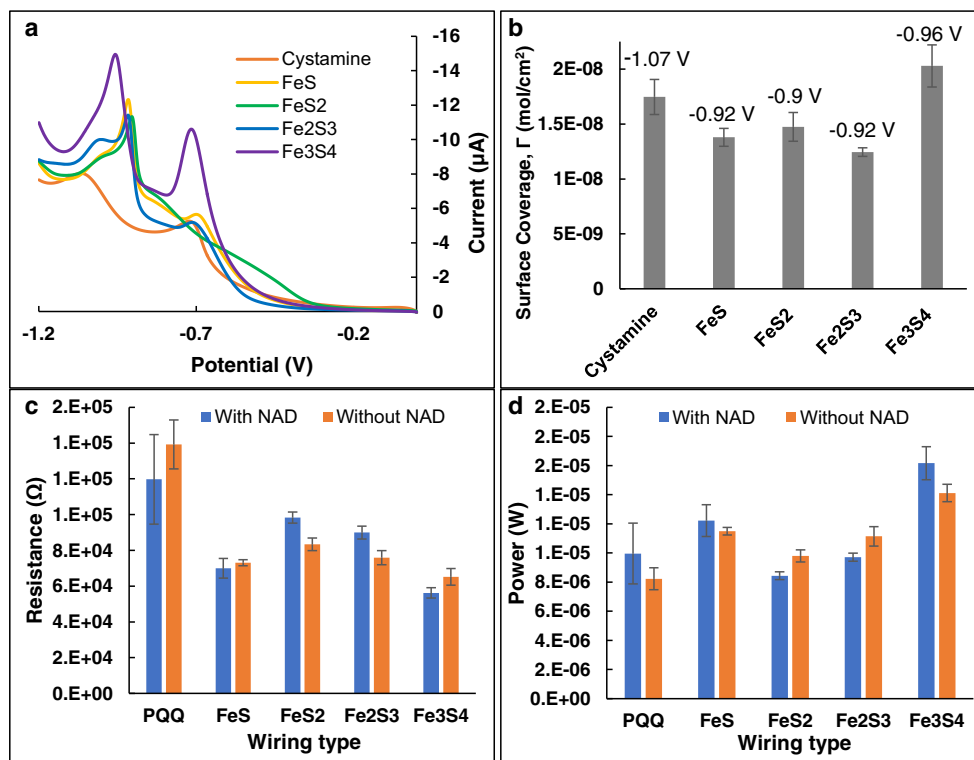 a
Cystamine
FeS
FeS2
Fe2S3
Fe3S4
-16
-14
-12
-10
-8
-6
-4
-2
0
Current (µA)
-1.2
-0.7
-0.2
Potential (V)
b
Surface Coverage, Γ (mol/cm²)
2E-08
2E-08
1E-08
5E-09
0
-1.07 V
-0.92 V
-0.9 V
-0.92 V
-0.96 V
Cystamine
FeS
FeS2
Fe2S3
Fe3S4
c
With NAD
Without NAD
Resistance (Ω)
2.E+05
1.E+05
1.E+05
1.E+05
8.E+04
6.E+04
4.E+04
2.E+04
0.E+00
PQQ
FeS
FeS2
Fe2S3
Fe3S4
Wiring type
d
With NAD
Without NAD
Power (W)
2.E-05
2.E-05
2.E-05
1.E-05
1.E-05
1.E-05
8.E-06
6.E-06
4.E-06
2.E-06
0.E+00
PQQ
FeS
FeS2
Fe2S3
Fe3S4
Wiring type